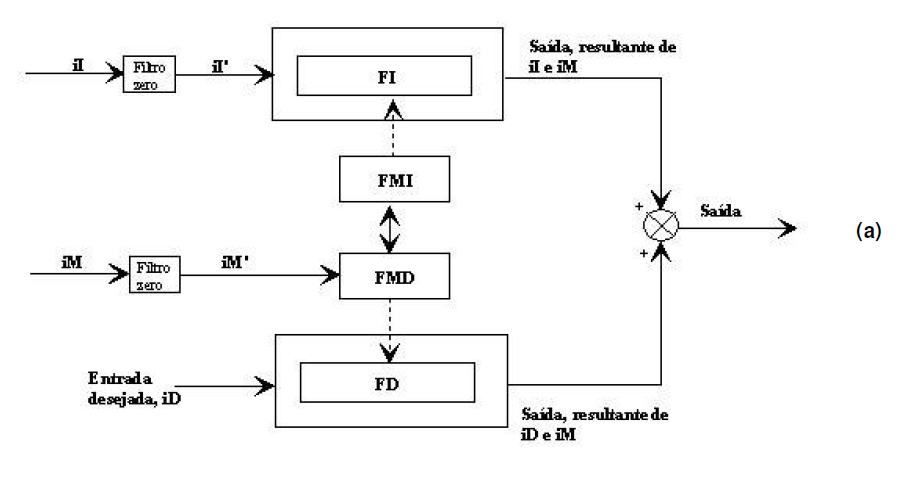 Saída, resultante de
iI e iM
iI
Filtro
zero
iI'
FI
FMI
+
Saída
(a)
+
iM
Filtro
zero
iM'
FMD
Entrada
desejada, iD
FD
Saída, resultante de
iD e iM